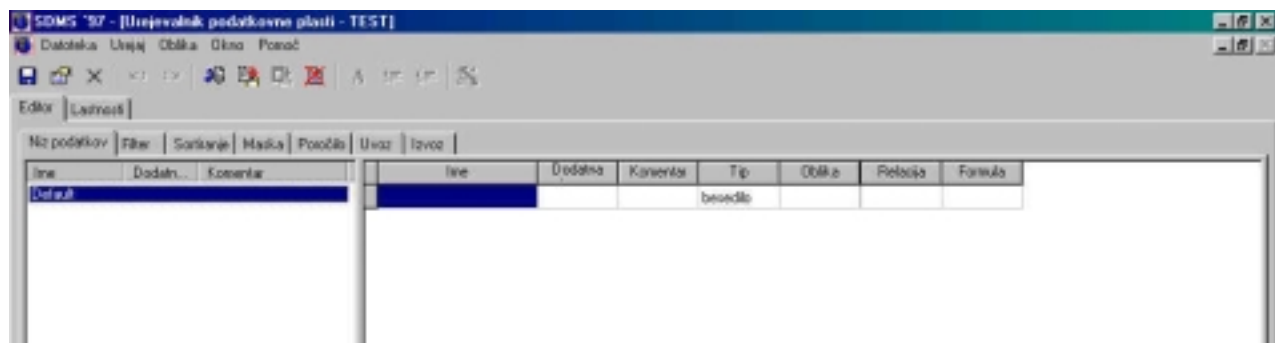 SDMS '97 - [Urejevalnik podatkovne plasti - TEST]
Datoteka Urejaj Oblika Okno Pomoč
Editor Lastnosti
Niz podatkov Filter Sortiranje Maska Poročilo Uvoz Izvoz
Ime Dodatn... Komentar Ime Dodatna Komentar Tip Oblika Relacija Formula
Default besedilo